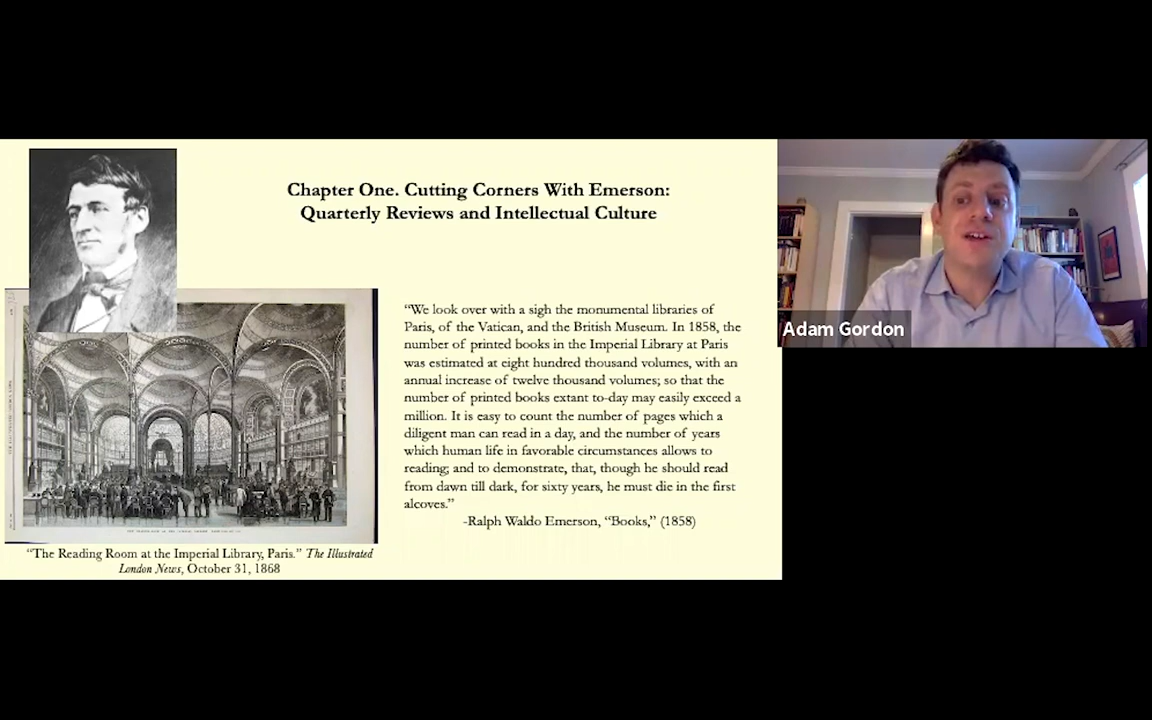 Chapter One. Cutting Corners With Emerson:
Quarterly Reviews and Intellectual Culture
“We look over with a sigh the monumental libraries of
Paris, of the Vatican, and the British Museum. In 1858, the
number of printed books in the Imperial Library at Paris
was estimated at eight hundred thousand volumes, with an
annual increase of twelve thousand volumes; so that the
number of printed books extant to-day may easily exceed a
million. It is easy to count the number of pages which a
diligent man can read in a day, and the number of years
which human life in favorable circumstances allows to
reading; and to demonstrate, that, though he should read
from dawn till dark, for sixty years, he must die in the first
alcoves.”
-Ralph Waldo Emerson, “Books,” (1858)
“The Reading Room at the Imperial Library, Paris.” The Illustrated
London News, October 31, 1868
Adam Gordon